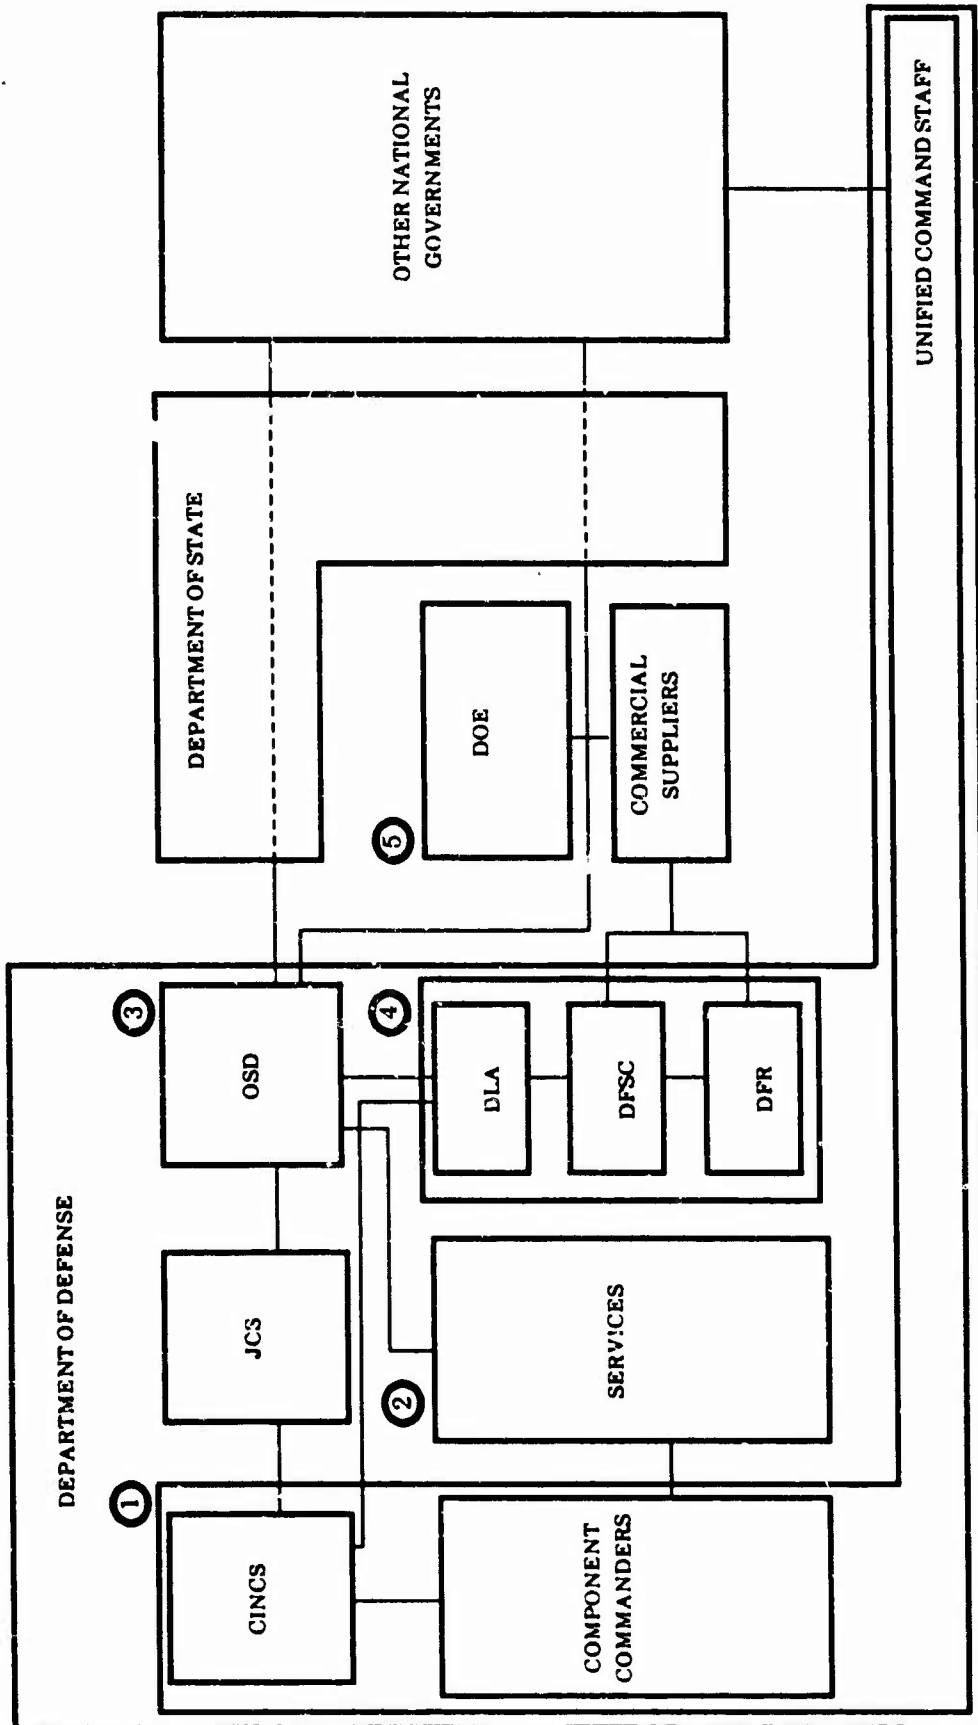 DEPARTMENT OF DEFENSE
1
CINCS
JCS
3
OSD
DEPARTMENT OF STATE
OTHER NATIONAL
GOVERNMENTS
COMPONENT
COMMANDERS
2
SERVICES
4
DLA
DFSC
DFR
5
DOE
COMMERCIAL
SUPPLIERS
UNIFIED COMMAND STAFF